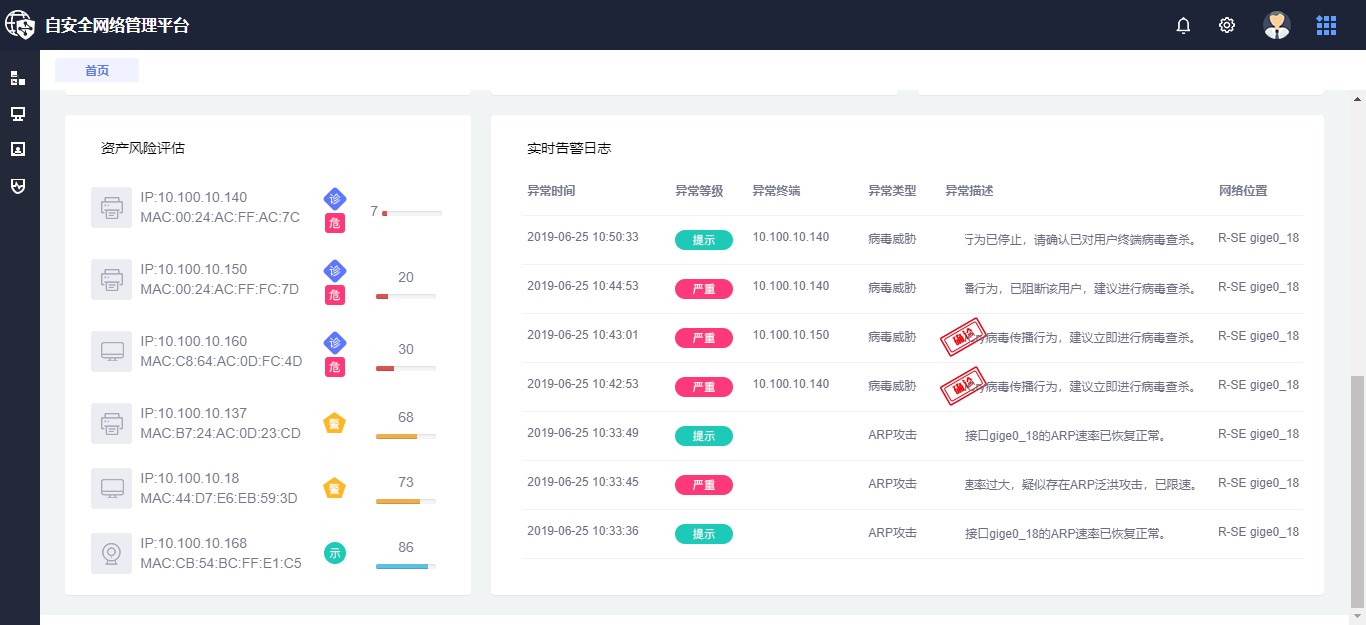 自安全网络管理平台
首页
资产风险评估
IP:10.100.10.140
MAC:00:24:AC:FF:AC:7C
诊
危
7
IP:10.100.10.150
MAC:00:24:AC:FF:FC:7D
诊
危
20
IP:10.100.10.160
MAC:C8:64:AC:0D:FC:4D
诊
危
30
IP:10.100.10.137
MAC:B7:24:AC:0D:23:CD
警
68
IP:10.100.10.18
MAC:44:D7:E6:EB:59:3D
警
73
IP:10.100.10.168
MAC:CB:54:BC:FF:E1:C5
示
86
实时告警日志
异常时间 异常等级 异常终端 异常类型 异常描述 网络位置
2019-06-25 10:50:33 提示 10.100.10.140 病毒威胁 行为已停止，请确认已对用户终端病毒查杀。 R-SE gige0_18
2019-06-25 10:44:53 严重 10.100.10.140 病毒威胁 播行为，已阻断该用户，建议进行病毒查杀。 R-SE gige0_18
2019-06-25 10:43:01 严重 10.100.10.150 病毒威胁 病毒传播行为，建议立即进行病毒查杀。 R-SE gige0_18
2019-06-25 10:42:53 严重 10.100.10.140 病毒威胁 病毒传播行为，建议立即进行病毒查杀。 R-SE gige0_18
2019-06-25 10:33:49 提示 ARP攻击 接口gige0_18的ARP速率已恢复正常。 R-SE gige0_18
2019-06-25 10:33:45 严重 ARP攻击 速率过大，疑似存在ARP泛洪攻击，已限速。 R-SE gige0_18
2019-06-25 10:33:36 提示 ARP攻击 接口gige0_18的ARP速率已恢复正常。 R-SE gige0_18